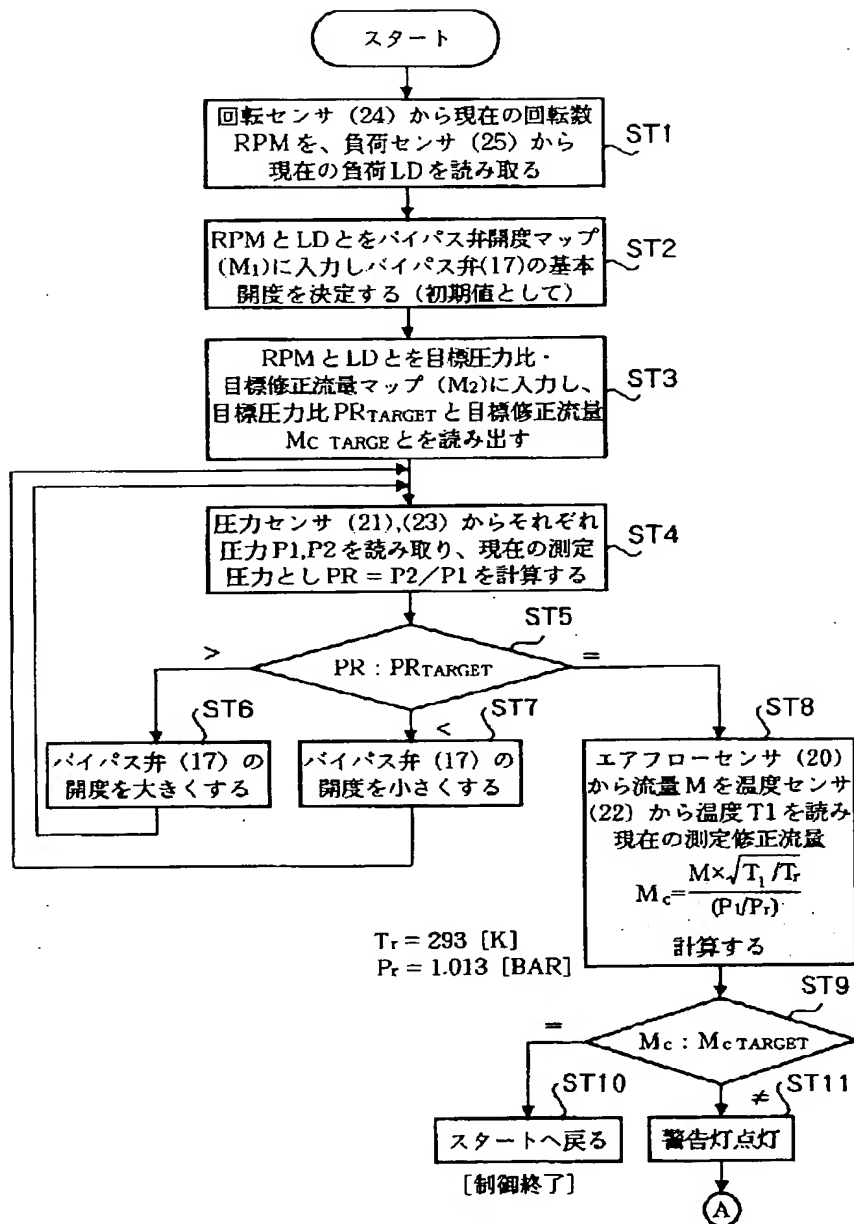 スタート
回転センサ (24) から現在の回転数
RPMを、負荷センサ (25) から
現在の負荷LDを読み取る
ST1
RPMとLDとをバイパス弁開度マップ
(M1)に入力しバイパス弁(17)の基本
開度を決定する (初期値として)
ST2
RPMとLDとを目標圧力比・
目標修正流量マップ (M2)に入力し、
目標圧力比PRTARGETと目標修正流量
MC TARGEとを読み出す
ST3
圧力センサ (21),(23) からそれぞれ
圧力P1,P2を読み取り、現在の測定
圧力としPR = P2/P1を計算する
ST4
ST5
PR : PRTARGET
>
=
<
ST6
バイパス弁 (17) の
開度を大きくする
ST7
バイパス弁 (17) の
開度を小さくする
ST8
エアフローセンサ (20)
から流量Mを温度センサ
(22) から温度T1を読み
現在の測定修正流量
Mc=M×√T1/Tr/(P1/Pr)
計算する
Tr = 293 [K]
Pr = 1.013 [BAR]
ST9
Mc : Mc TARGET
=
≠
ST10
スタートへ戻る
[制御終了]
ST11
警告灯点灯
A